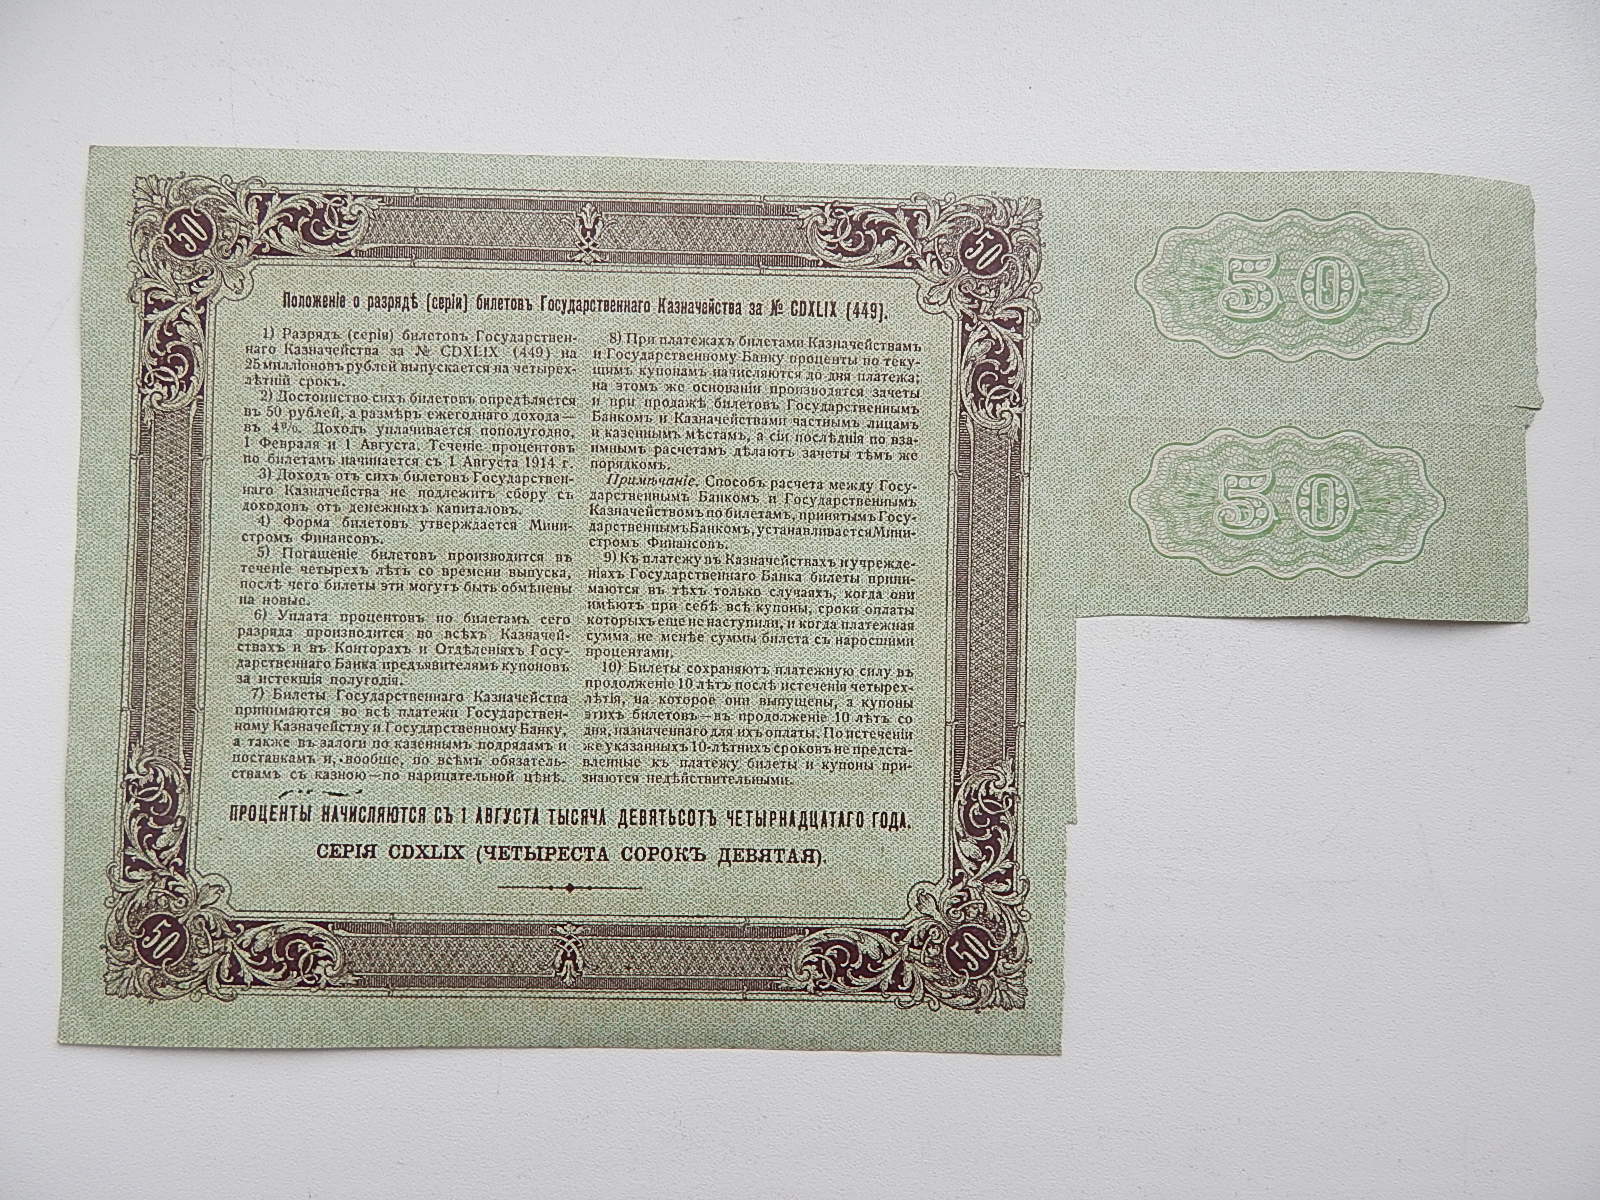 50
50
Положеніе о разрядѣ (серіи) билетовъ Государственнаго Казначейства за № CDXLIX (449).
1) Разрядъ (серія) билетовъ Государствен-
наго Казначейства за № CDXLIX (449) на
25 милліоновъ рублей выпускается на четырех-
лѣтній срокъ.
2) Достоинство сихъ билетовъ опредѣляется
въ 50 рублей, а размѣръ ежегоднаго дохода—
въ 4%. Доходъ уплачивается пополугодно,
1 Февраля и 1 Августа. Теченіе процентовъ
по билетамъ начинается съ 1 Августа 1914 г.
3) Доходъ отъ сихъ билетовъ Государствен-
наго Казначейства не подлежитъ сбору съ
доходовъ отъ денежныхъ капиталовъ.
4) Форма билетовъ утверждается Мини-
стромъ Финансовъ.
5) Погашеніе билетовъ производится въ
теченіе четырехъ лѣтъ со времени выпуска,
послѣ чего билеты эти могутъ быть обмѣнены
на новые.
6) Уплата процентовъ по билетамъ сего
разряда производится во всѣхъ Казначей-
ствахъ и въ Конторахъ и Отдѣленіяхъ Госу-
дарственнаго Банка предъявителямъ купоновъ
за истекшія полугодія.
7) Билеты Государственнаго Казначейства
принимаются во всѣ платежи Государствен-
ному Казначейству и Государственному Банку,
а также въ залоги по казеннымъ подрядамъ и
поставкамъ и, вообще, по всѣмъ обязатель-
ствамъ съ казною—по нарицательной цѣнѣ.
8) При платежахъ билетами Казначействамъ
и Государственному Банку проценты по теку-
щимъ купонамъ начисляются до дня платежа;
на этомъ же основаніи производятся зачеты
и при продажѣ билетовъ Государственнымъ
Банкомъ и Казначействами частнымъ лицамъ
и казеннымъ мѣстамъ, а сіи послѣднія по вза-
имнымъ расчетамъ дѣлаютъ зачеты тѣмъ же
порядкомъ.
Примѣчаніе. Способъ расчета между Госу-
дарственнымъ Банкомъ и Государственнымъ
Казначействомъ по билетамъ, принятымъ Госу-
дарственнымъ Банкомъ, устанавливается Мини-
стромъ Финансовъ.
9) Къ платежу въ Казначействахъ и учрежде-
ніяхъ Государственнаго Банка билеты прини-
маются въ тѣхъ только случаяхъ, когда они
имѣютъ при себѣ всѣ купоны, сроки оплаты
которыхъ еще не наступили, и когда платежная
сумма не менѣе суммы билета съ наросшими
процентами.
10) Билеты сохраняютъ платежную силу въ
продолженіе 10 лѣтъ послѣ истеченія четырех-
лѣтія, на которое они выпущены, а купоны
этихъ билетовъ—въ продолженіе 10 лѣтъ со
дня, назначеннаго для ихъ оплаты. По истеченіи
же указанныхъ 10-лѣтнихъ сроковъ не предста-
вленные къ платежу билеты и купоны при-
знаются недѣйствительными.
ПРОЦЕНТЫ НАЧИСЛЯЮТСЯ СЪ 1 АВГУСТА ТЫСЯЧА ДЕВЯТЬСОТЪ ЧЕТЫРНАДЦАТАГО ГОДА.
СЕРІЯ CDXLIX (ЧЕТЫРЕСТА СОРОКЪ ДЕВЯТАЯ).
50
50
50
50